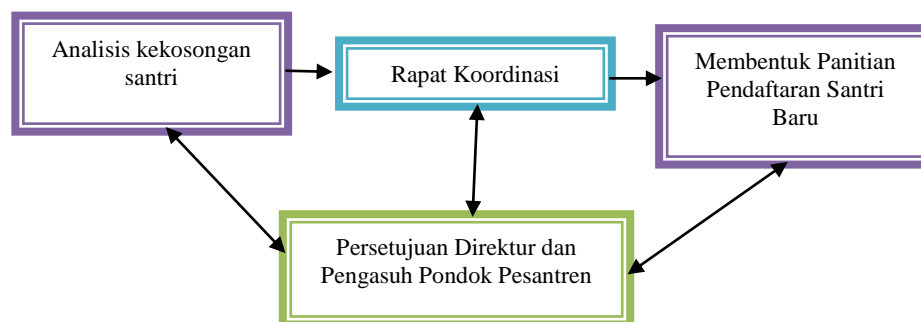 Analisis kekosongan
santri
Rapat Koordinasi
Membentuk Panitian
Pendaftaran Santri
Baru
Persetujuan Direktur dan
Pengasuh Pondok Pesantren